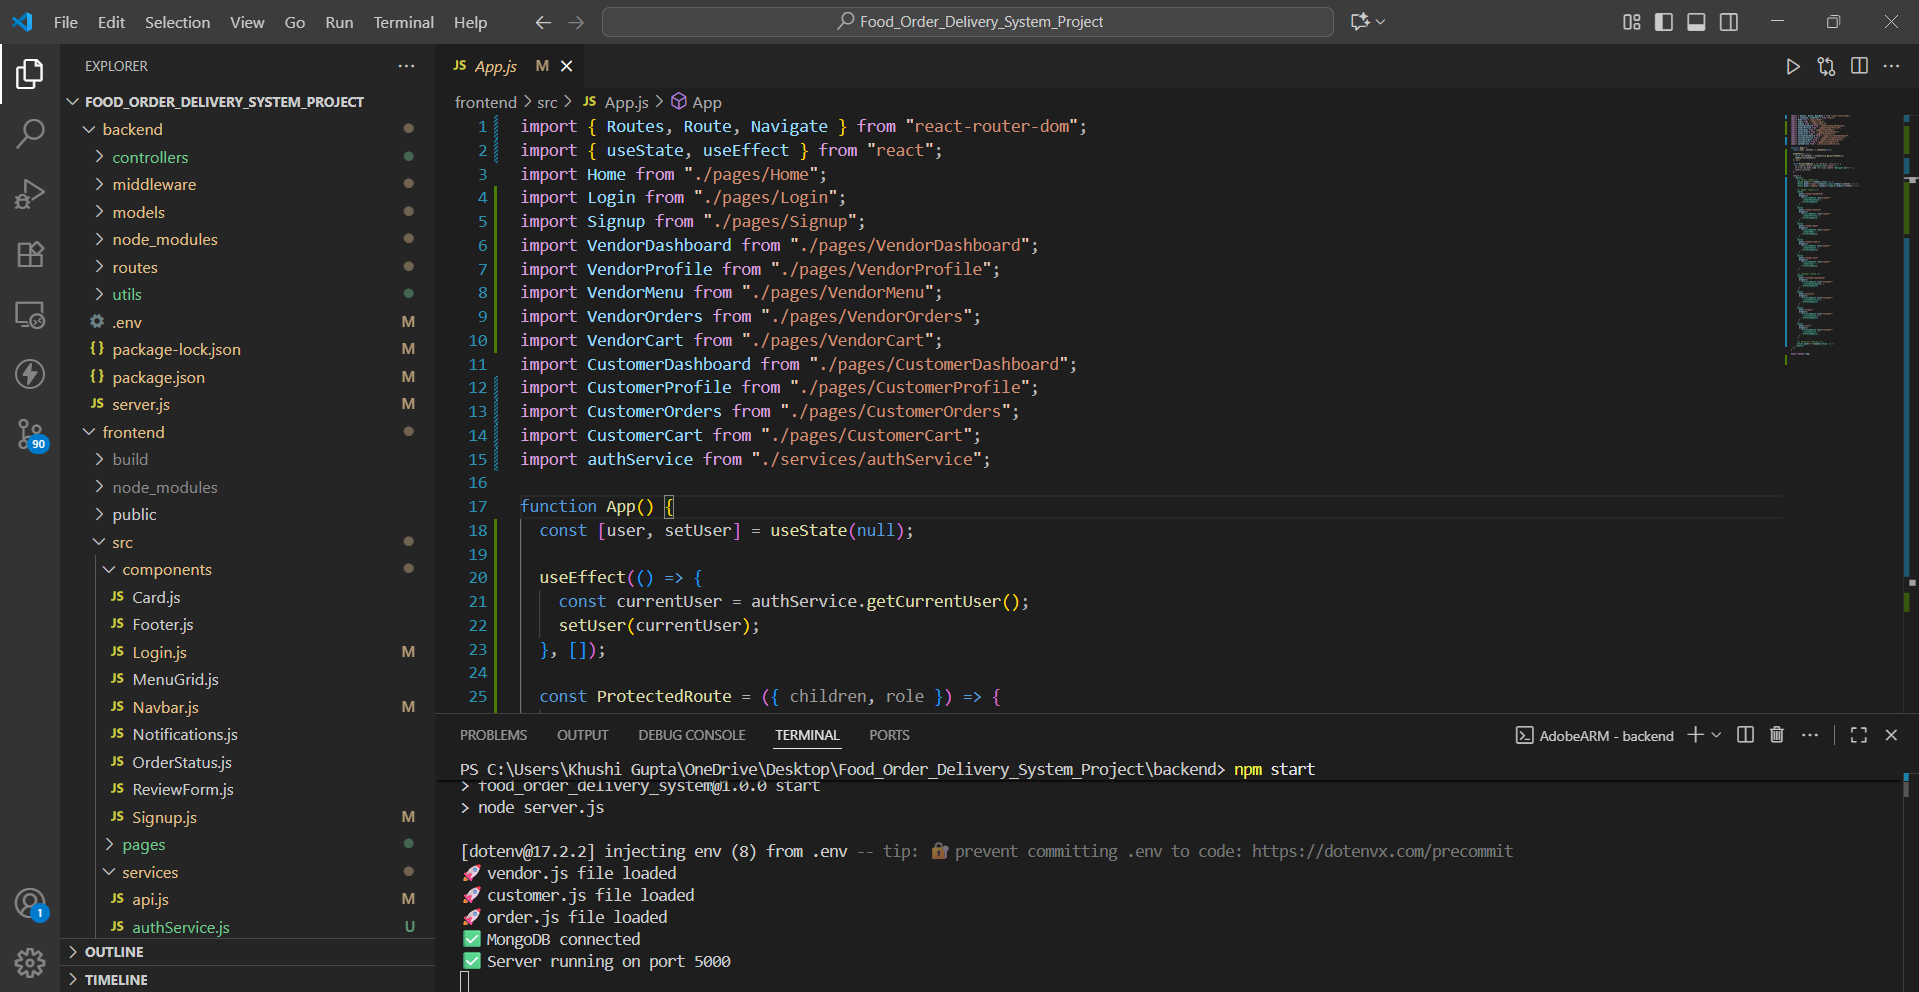 File Edit Selection View Go Run Terminal Help
Food_Order_Delivery_System_Project
EXPLORER
FOOD_ORDER_DELIVERY_SYSTEM_PROJECT
backend
controllers
middleware
models
node_modules
routes
utils
.env M
{} package-lock.json M
{} package.json M
JS server.js M
frontend
build
node_modules
public
src
components
JS Card.js
JS Footer.js
JS Login.js M
JS MenuGrid.js
JS Navbar.js M
JS Notifications.js
JS OrderStatus.js
JS ReviewForm.js
JS Signup.js M
pages
services
JS api.js M
JS authService.js U
OUTLINE
TIMELINE
90
1
JS App.js M
frontend > src > JS App.js > App
1 import { Routes, Route, Navigate } from "react-router-dom";
2 import { useState, useEffect } from "react";
3 import Home from "./pages/Home";
4 import Login from "./pages/Login";
5 import Signup from "./pages/Signup";
6 import VendorDashboard from "./pages/VendorDashboard";
7 import VendorProfile from "./pages/VendorProfile";
8 import VendorMenu from "./pages/VendorMenu";
9 import VendorOrders from "./pages/VendorOrders";
10 import VendorCart from "./pages/VendorCart";
11 import CustomerDashboard from "./pages/CustomerDashboard";
12 import CustomerProfile from "./pages/CustomerProfile";
13 import CustomerOrders from "./pages/CustomerOrders";
14 import CustomerCart from "./pages/CustomerCart";
15 import authService from "./services/authService";
16
17 function App() {
18 const [user, setUser] = useState(null);
19
20 useEffect(() => {
21 const currentUser = authService.getCurrentUser();
22 setUser(currentUser);
23 }, []);
24
25 const ProtectedRoute = ({ children, role }) => {
PROBLEMS OUTPUT DEBUG CONSOLE TERMINAL PORTS
AdobeARM - backend
PS C:\Users\Khushi Gupta\OneDrive\Desktop\Food_Order_Delivery_System_Project\backend> npm start
> food_order_delivery_system@1.0.0 start
> node server.js
[dotenv@17.2.2] injecting env (8) from .env -- tip: 🔐 prevent committing .env to code: https://dotenvx.com/precommit
🚀 vendor.js file loaded
🚀 customer.js file loaded
🚀 order.js file loaded
✅ MongoDB connected
✅ Server running on port 5000